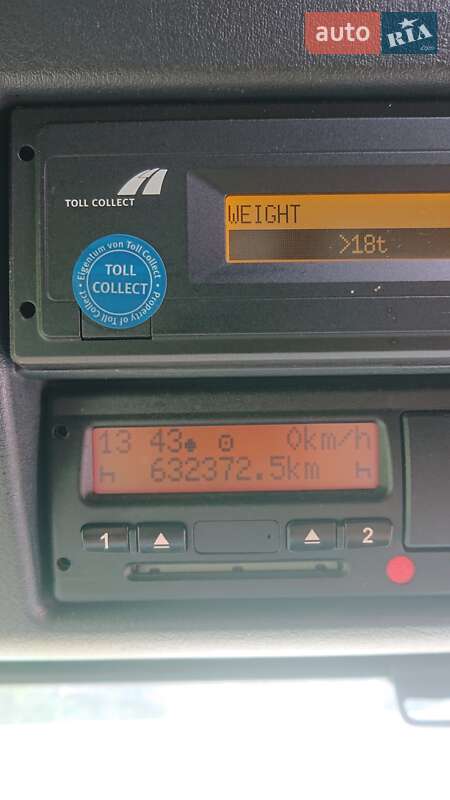 auto RIA
TOLL COLLECT
WEIGHT
>18t
Eigentum von Toll Collect
TOLL
COLLECT
Property of Toll Collect
13 43 0km/h
632372.5km
1 2